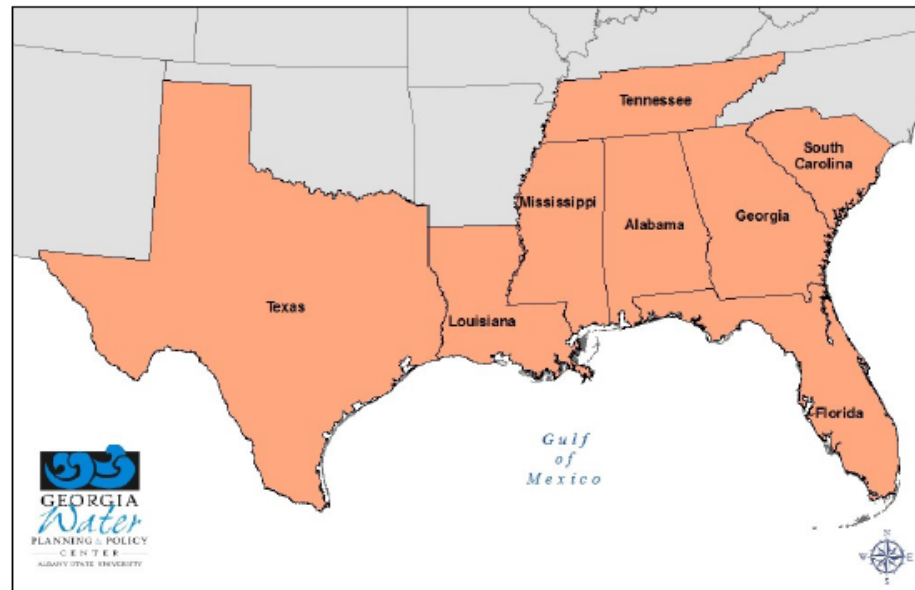 Tennessee
South
Carolina
Mississippi
Alabama
Georgia
Texas
Louisiana
Florida
Gulf
of
Mexico
GEORGIA
Water
PLANNING & POLICY
CENTER
ALBANY STATE UNIVERSITY
N
W
E
S